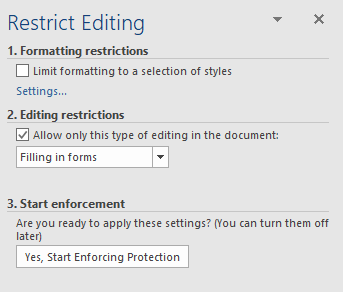 Restrict Editing
1. Formatting restrictions
Limit formatting to a selection of styles
Settings...
2. Editing restrictions
Allow only this type of editing in the document:
Filling in forms
3. Start enforcement
Are you ready to apply these settings? (You can turn them off
later)
Yes, Start Enforcing Protection